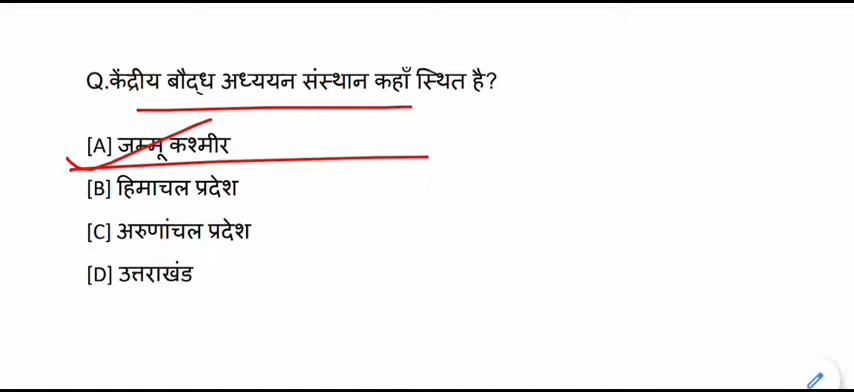 Q.केंद्रीय बौद्ध अध्ययन संस्थान कहाँ स्थित है?
[A] जम्मू कश्मीर
[B] हिमाचल प्रदेश
[C] अरुणांचल प्रदेश
[D] उत्तराखंड